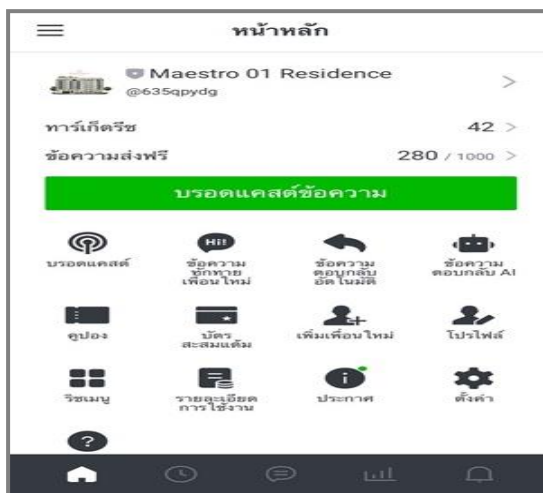 หน้าหลัก
Maestro 01 Residence
@635qpydg
ทาร์เก็ตรีช 42
ข้อความส่งฟรี 280 / 1000
บรอดแคสต์ข้อความ
บรอดแคสต์
Hi!
ข้อความ
ทักทาย
เพื่อนใหม่
ข้อความ
ตอบกลับ
อัตโนมัติ
ข้อความ
ตอบกลับ AI
คูปอง
บัตร
สะสมแต้ม
เพิ่มเพื่อนใหม่
โปรไฟล์
ริชเมนู
รายละเอียด
การใช้งาน
ประกาศ
ตั้งค่า